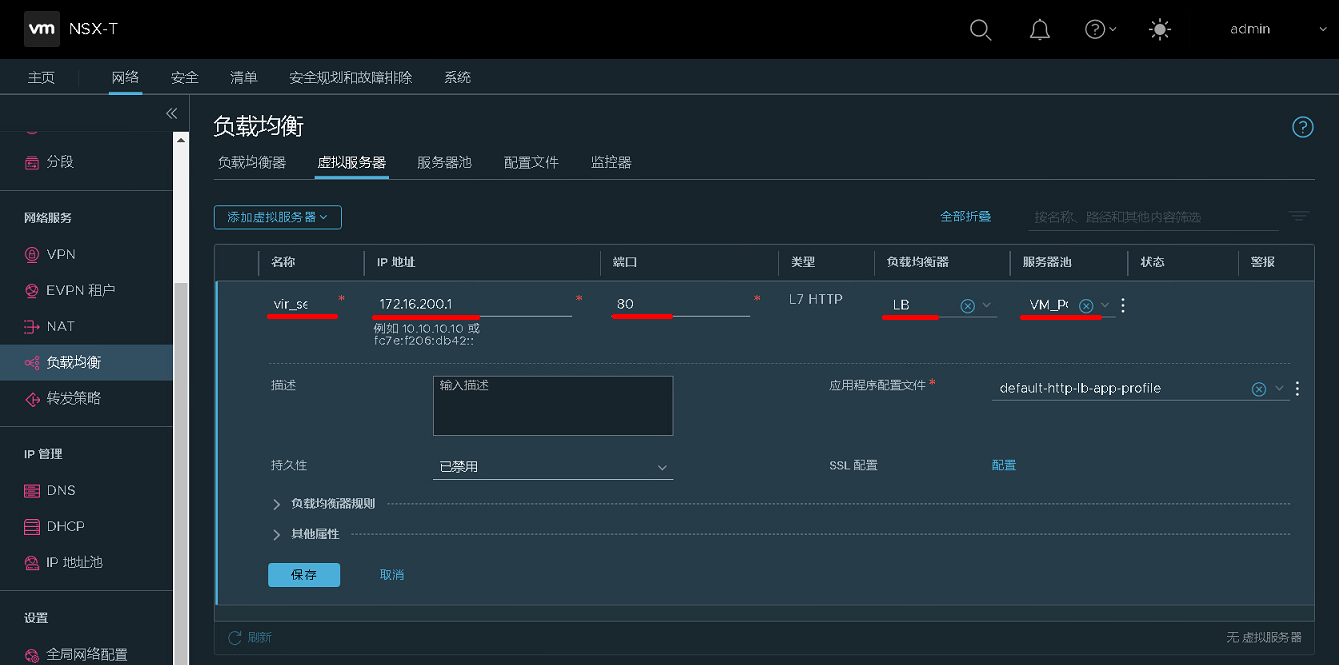 vm NSX-T
admin
主页 网络 安全 清单 安全规划和故障排除 系统
负载均衡
负载均衡器 虚拟服务器 服务器池 配置文件 监控器
分段
网络服务
VPN
EVPN 租户
NAT
负载均衡
转发策略
IP 管理
DNS
DHCP
IP 地址池
设置
全局网络配置
添加虚拟服务器
全部折叠
按名称、路径和其他内容筛选
名称 IP 地址 端口 类型 负载均衡器 服务器池 状态 警报
vir_se * 172.16.200.1 * 80 * L7 HTTP LB VM_P
例如 10.10.10.10 或
fc7e:f206:db42::
描述 输入描述 应用程序配置文件 * default-http-lb-app-profile
持久性 已禁用 SSL 配置 配置
负载均衡器规则
其他属性
保存 取消
刷新 无 虚拟服务器